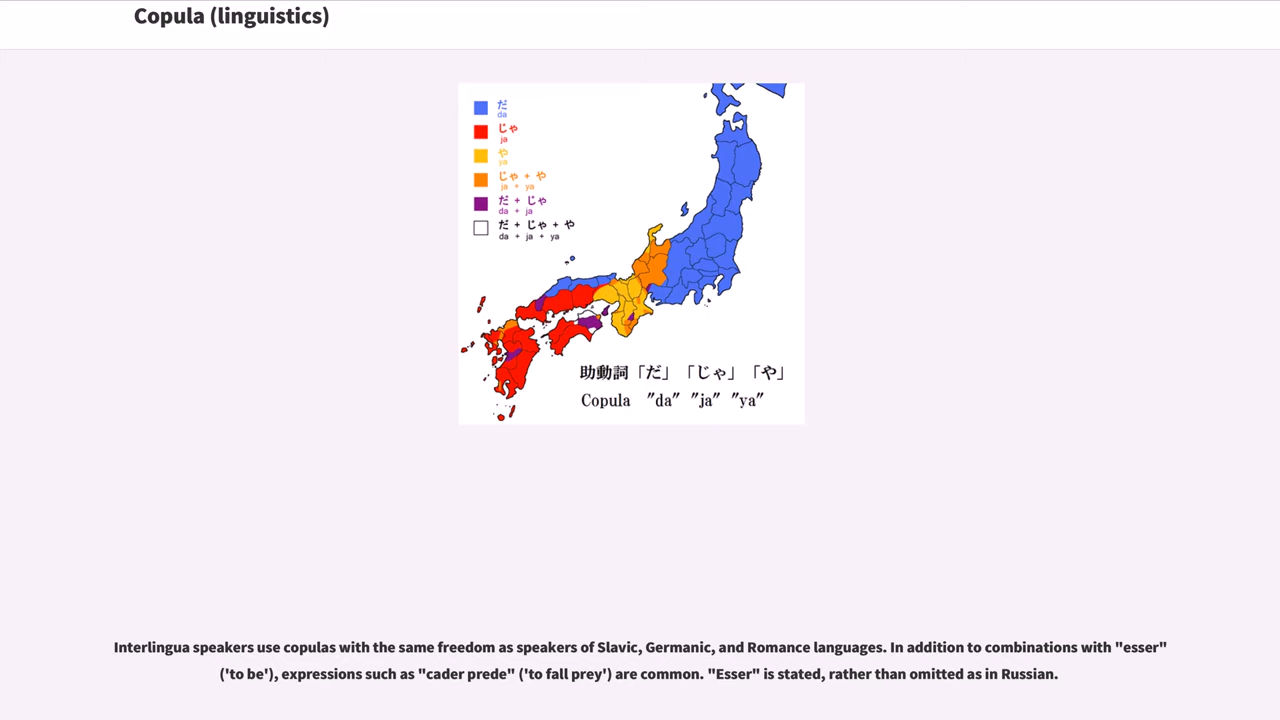 Copula (linguistics)
だ
da
じゃ
ja
や
ya
じゃ + や
ja + ya
だ + じゃ
da + ja
だ + じゃ + や
da + ja + ya
助動詞「だ」「じゃ」「や」
Copula "da" "ja" "ya"
Interlingua speakers use copulas with the same freedom as speakers of Slavic, Germanic, and Romance languages. In addition to combinations with "esser"
('to be'), expressions such as "cader prede" ('to fall prey') are common. "Esser" is stated, rather than omitted as in Russian.